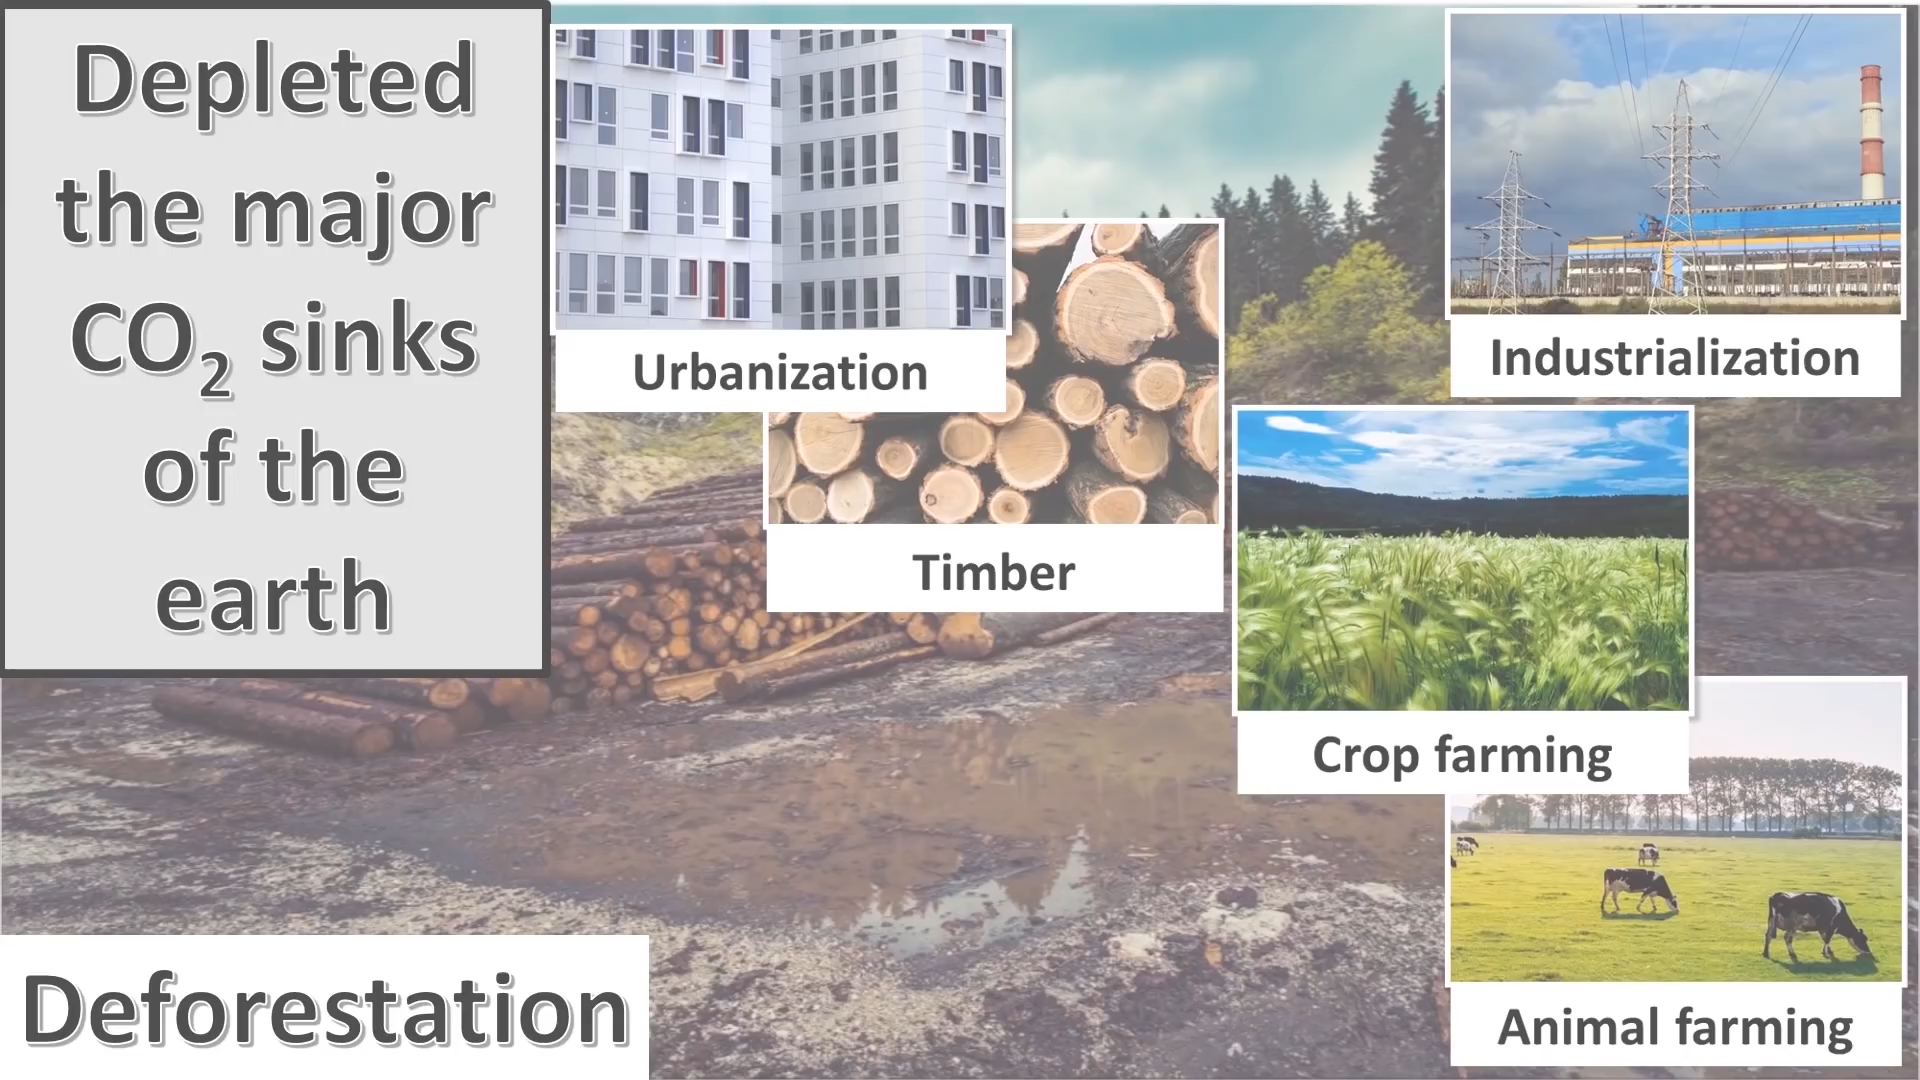 Depleted
the major
CO₂ sinks
of the
earth
Urbanization
Industrialization
Timber
Crop farming
Animal farming
Deforestation